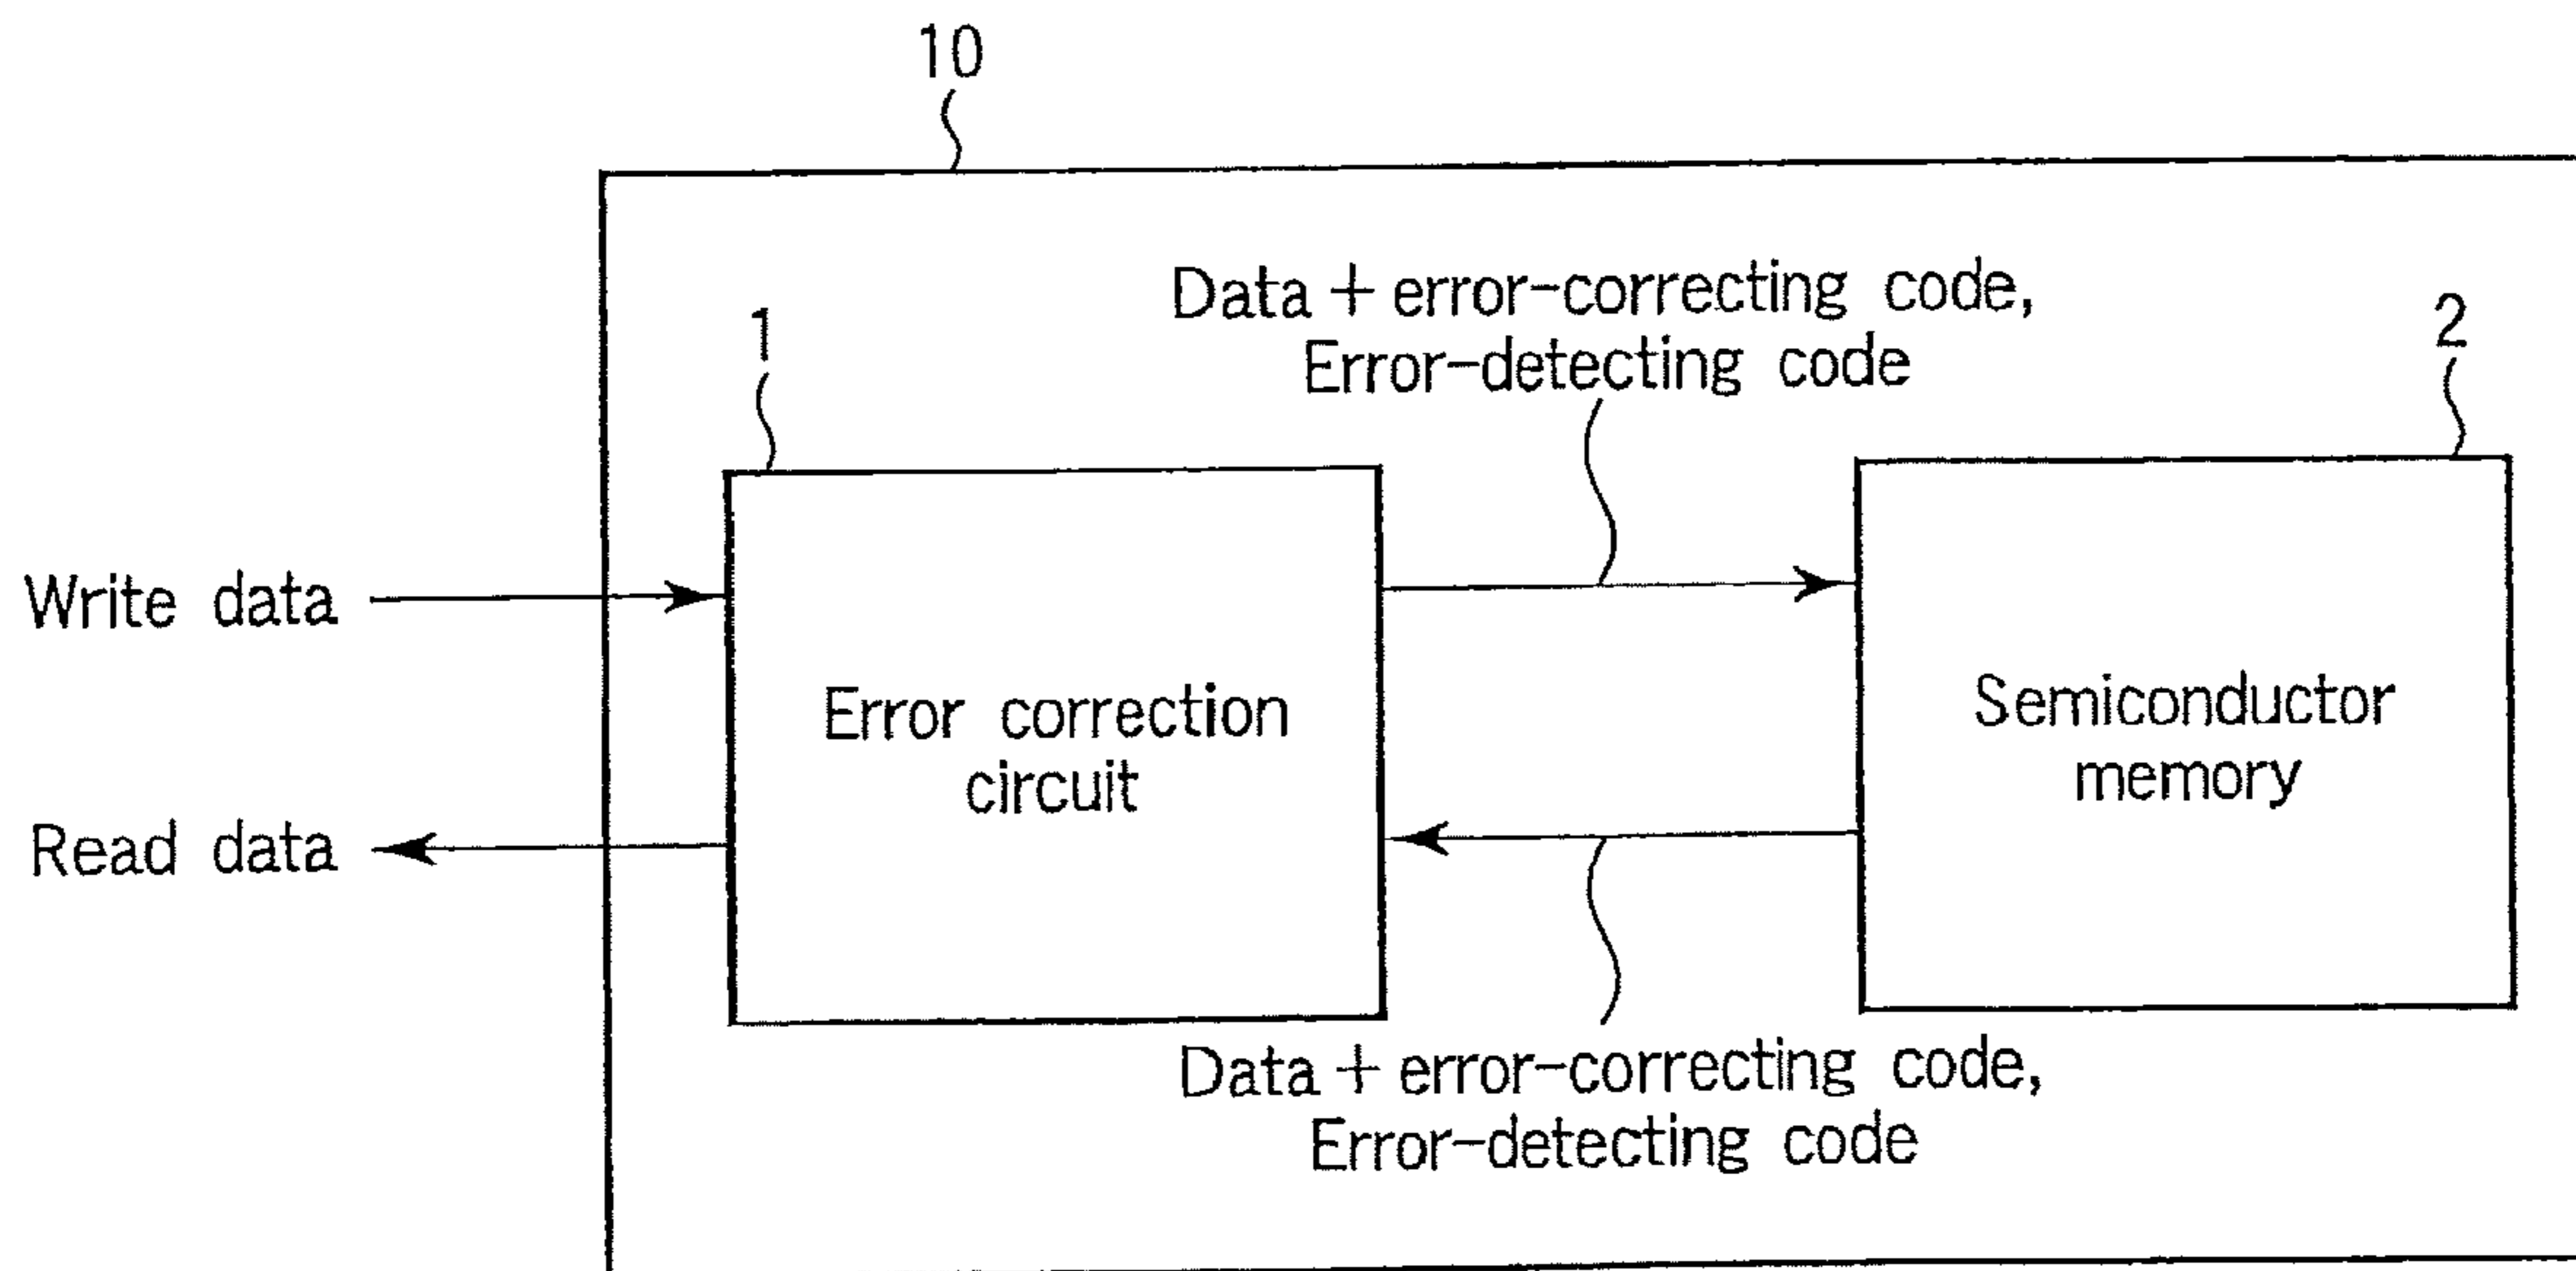 10
Data + error-correcting code,
Error-detecting code
1
2
Write data
Error correction
circuit
Semiconductor
memory
Read data
Data + error-correcting code,
Error-detecting code